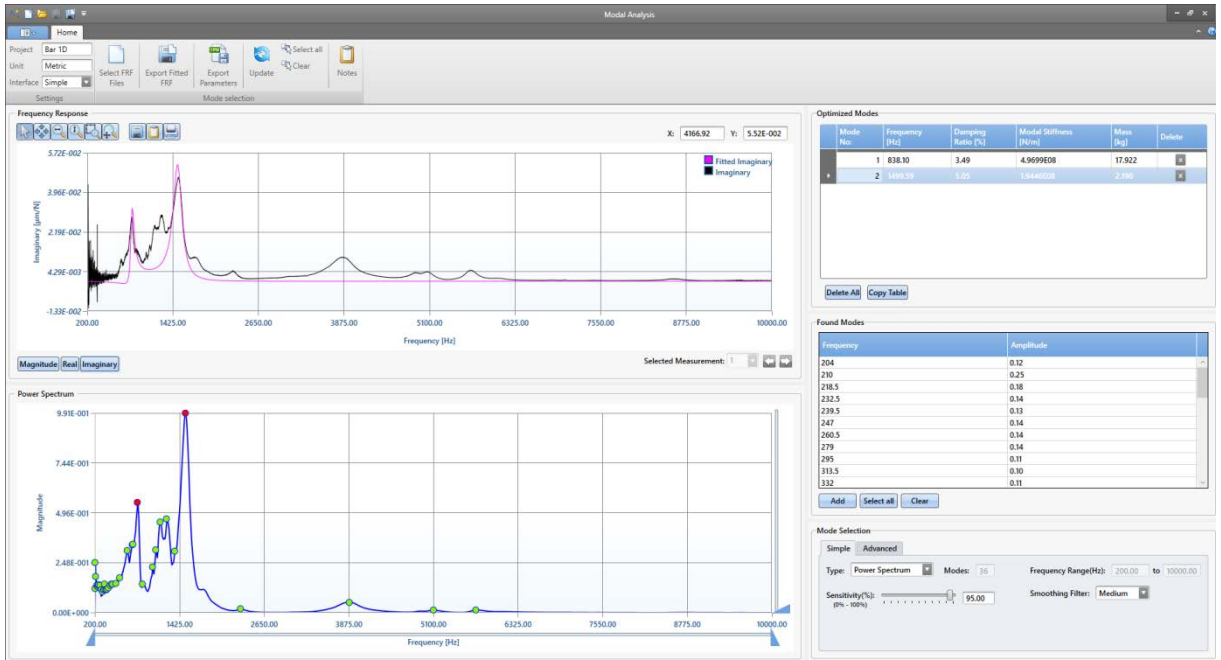 Modal Analysis
Home
Project Bar 1D
Unit Metric
Interface Simple
Select FRF Files
Export Fitted FRF
Export Parameters
Update
Select all
Clear
Notes
Settings
Mode selection
Frequency Response
X: 4166.92 Y: 5.52E-002
Fitted Imaginary
Imaginary
5.72E-002
3.96E-002
2.19E-002
4.29E-003
-1.33E-002
Imaginary [µm/N]
200.00 1425.00 2650.00 3875.00 5100.00 6325.00 7550.00 8775.00 10000.00
Frequency [Hz]
Magnitude Real Imaginary
Selected Measurement: 1
Power Spectrum
9.91E-001
7.44E-001
4.96E-001
2.48E-001
0.00E+000
Magnitude
200.00 1425.00 2650.00 3875.00 5100.00 6325.00 7550.00 8775.00 10000.00
Frequency [Hz]
Optimized Modes
Mode No: Frequency [Hz] Damping Ratio [%] Modal Stiffness [N/m] Mass [kg] Delete
1 838.10 3.49 4.9699E08 17.922
2 1499.59 5.05 1.9446E08 2.190
Delete All Copy Table
Found Modes
Frequency Amplitude
204 0.12
210 0.25
218.5 0.18
232.5 0.14
239.5 0.13
247 0.14
260.5 0.14
279 0.14
295 0.11
313.5 0.10
332 0.11
Add Select all Clear
Mode Selection
Simple Advanced
Type: Power Spectrum Modes: 36 Frequency Range(Hz): 200.00 to 10000.00
Sensitivity(%): 95.00 Smoothing Filter: Medium
(0% - 100%)